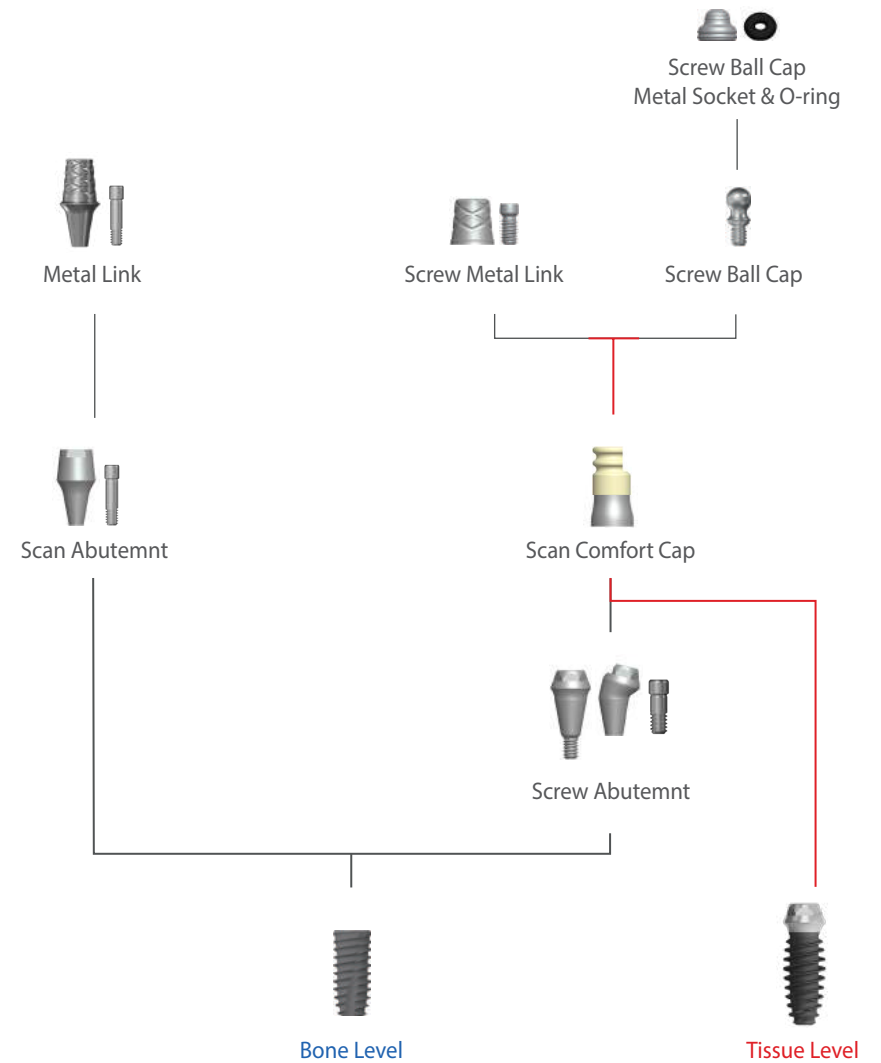 Screw Ball Cap
Metal Socket & O-ring
Metal Link
Screw Metal Link
Screw Ball Cap
Scan Abutemnt
Scan Comfort Cap
Screw Abutemnt
Bone Level
Tissue Level